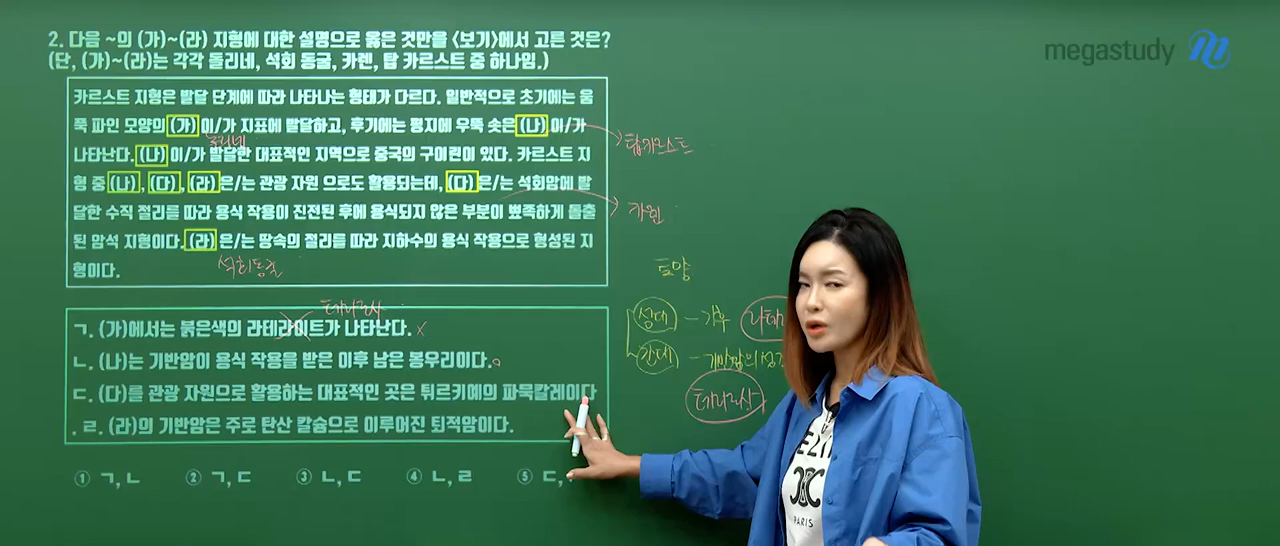 2. 다음 ~의 (가)~(라) 지형에 대한 설명으로 옳은 것만을 <보기>에서 고른 것은?
(단, (가)~(라)는 각각 돌리네, 석회 동굴, 카렌, 탑 카르스트 중 하나임.)
megastudy
카르스트 지형은 발달 단계에 따라 나타나는 형태가 다르다. 일반적으로 초기에는 움
푹 파인 모양의 (가) 이/가 지표에 발달하고, 후기에는 평지에 우뚝 솟은 (나) 이/가
돌리네
탑카르스트
나타난다. (나) 이/가 발달한 대표적인 지역으로 중국의 구이린이 있다. 카르스트 지
형 중 (나), (다), (라) 은/는 관광 자원 으로도 활용되는데, (다) 은/는 석회암에 발
달한 수직 절리를 따라 용식 작용이 진전된 후에 용식되지 않은 부분이 뾰족하게 돌출
카렌
된 암석 지형이다. (라) 은/는 땅속의 절리를 따라 지하수의 용식 작용으로 형성된 지
석회동굴
형이다.
테라로사
ㄱ. (가)에서는 붉은색의 라테라이트가 나타난다. x
ㄴ. (나)는 기반암이 용식 작용을 받은 이후 남은 봉우리이다.
ㄷ. (다)를 관광 자원으로 활용하는 대표적인 곳은 튀르키예의 파묵칼레이다
. ㄹ. (라)의 기반암은 주로 탄산 칼슘으로 이루어진 퇴적암이다.
① ㄱ, ㄴ ② ㄱ, ㄷ ③ ㄴ, ㄷ ④ ㄴ, ㄹ ⑤ ㄷ,
토양
성대 - 기후
간대 - 기반암의 성
테라로사
PARIS